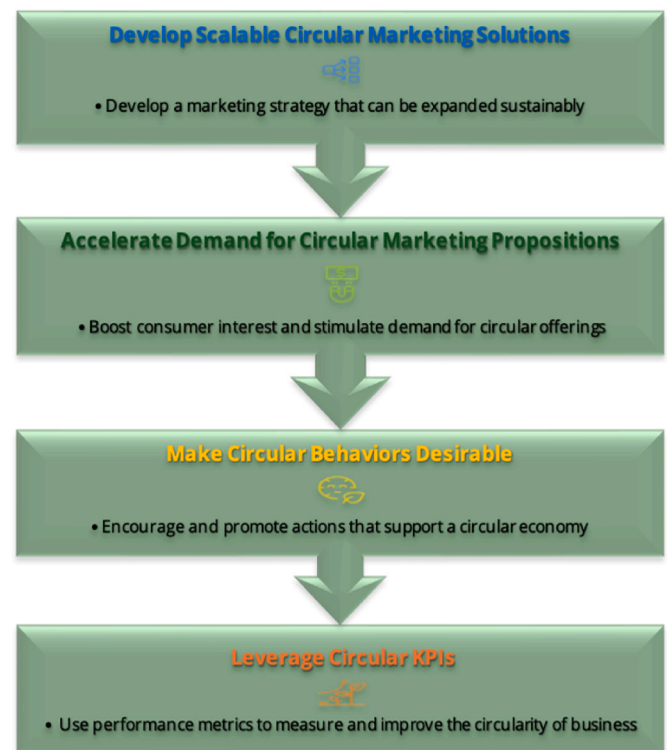 Develop Scalable Circular Marketing Solutions
• Develop a marketing strategy that can be expanded sustainably
Accelerate Demand for Circular Marketing Propositions
• Boost consumer interest and stimulate demand for circular offerings
Make Circular Behaviors Desirable
• Encourage and promote actions that support a circular economy
Leverage Circular KPIs
• Use performance metrics to measure and improve the circularity of business